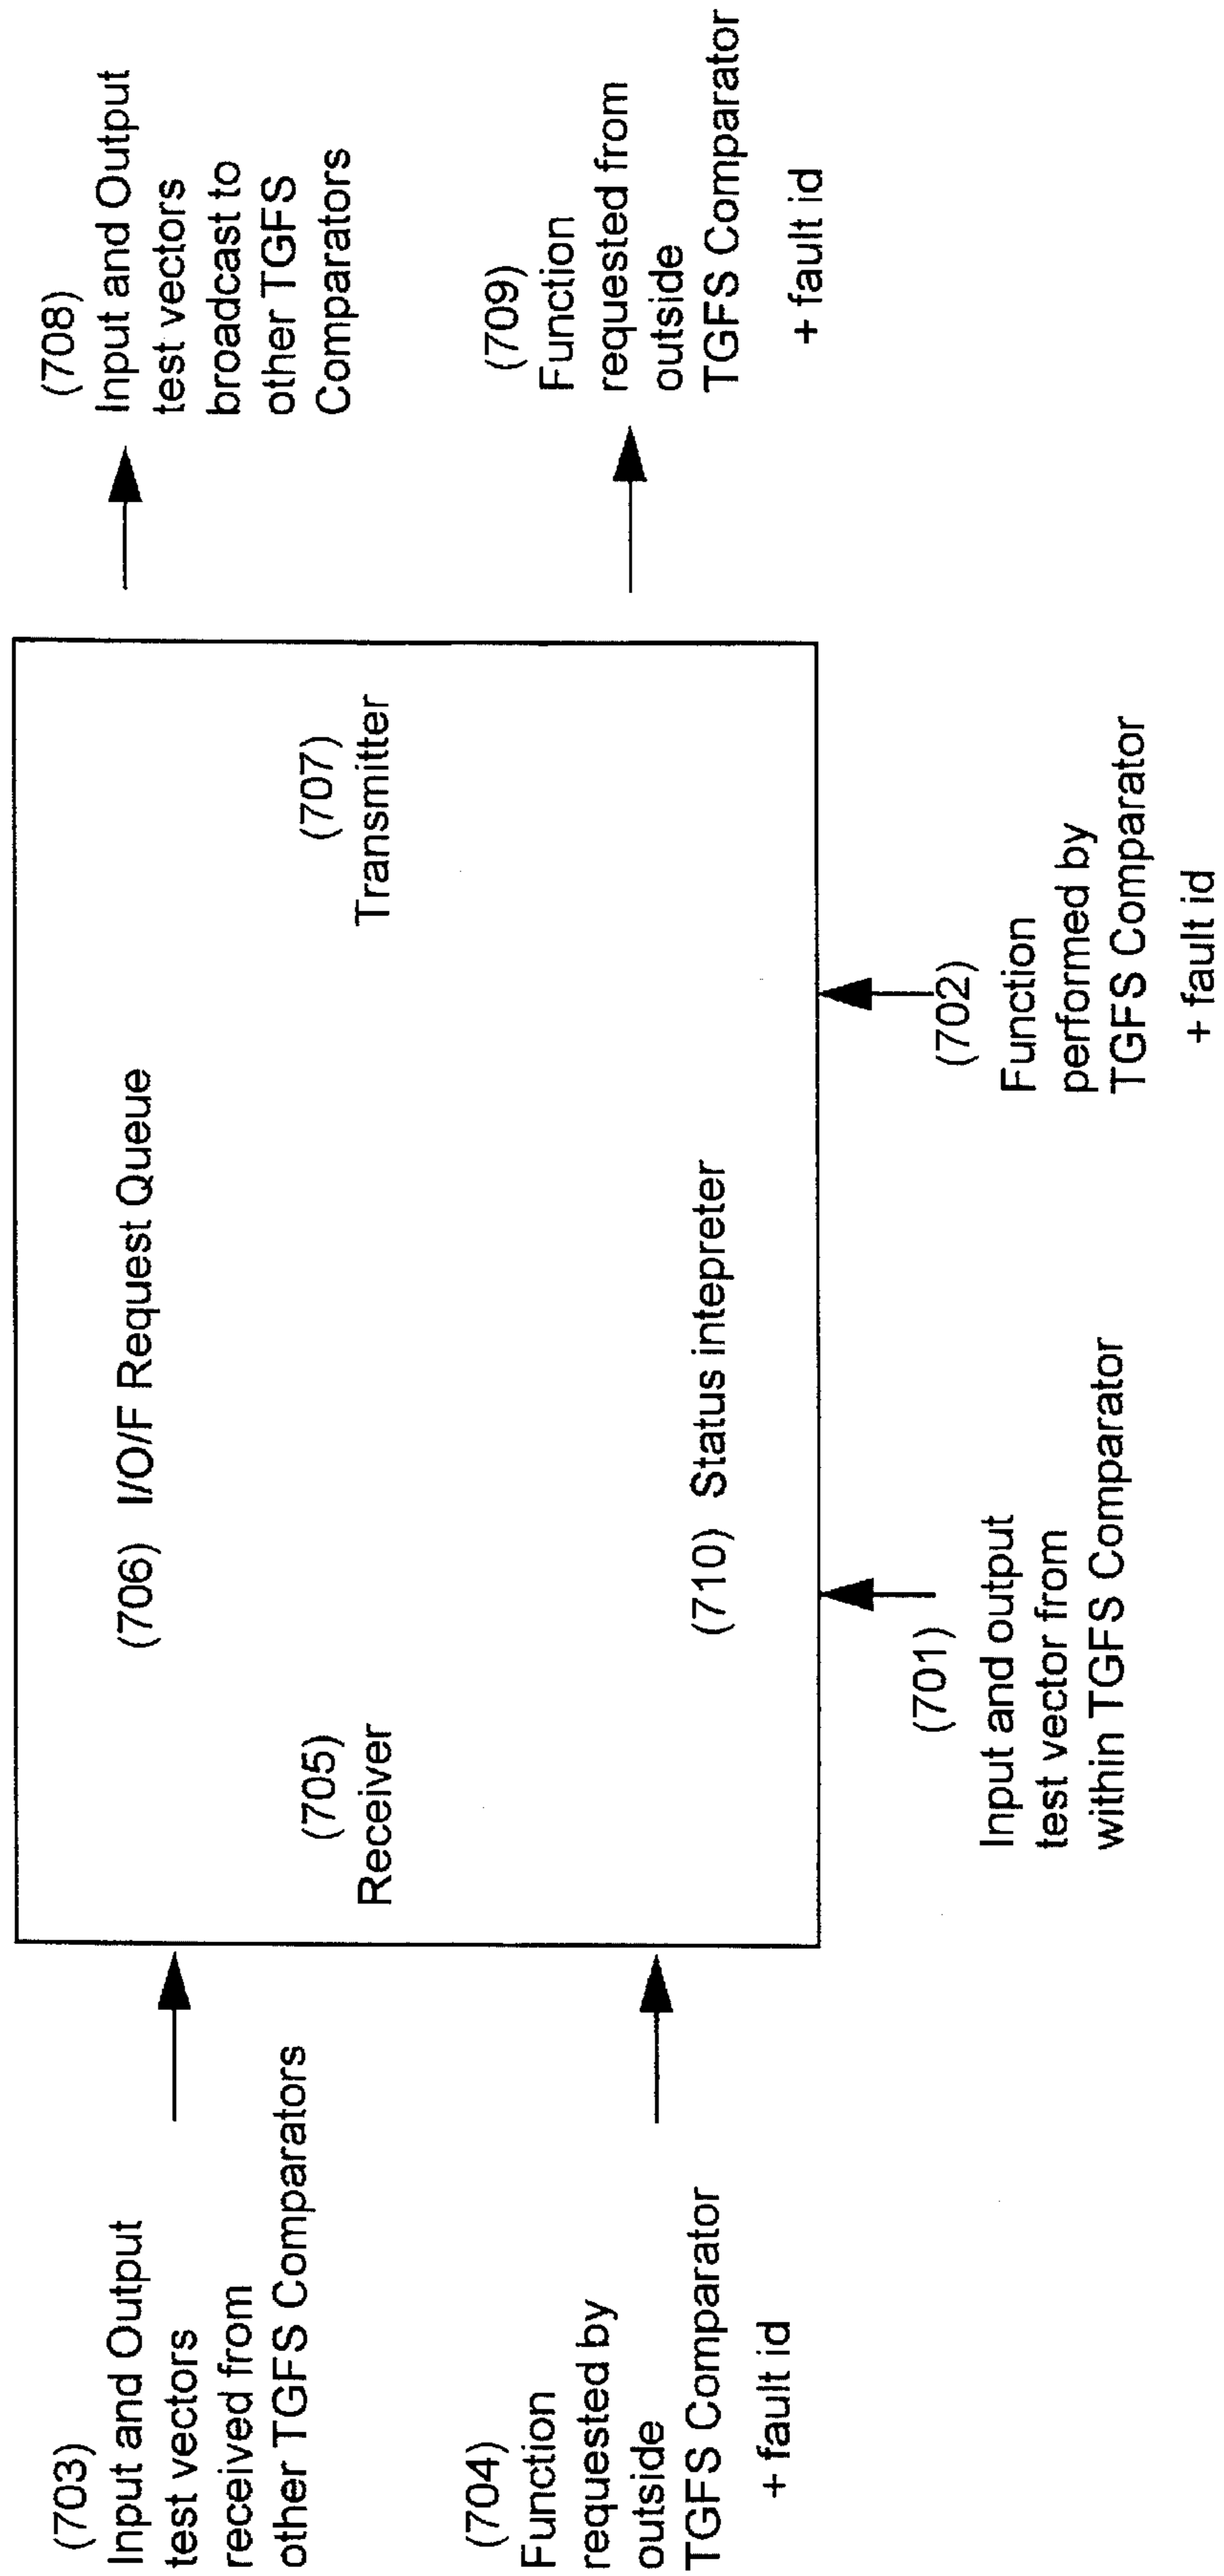 (703)
Input and Output
test vectors
received from
other TGFS Comparators
(704)
Function
requested by
outside
TGFS Comparator
+ fault id
(706) I/O/F Request Queue
(705)
Receiver
(707)
Transmitter
(710) Status intepreter
(701)
Input and output
test vector from
within TGFS Comparator
(702)
Function
performed by
TGFS Comparator
+ fault id
(708)
Input and Output
test vectors
broadcast to
other TGFS
Comparators
(709)
Function
requested from
outside
TGFS Comparator
+ fault id